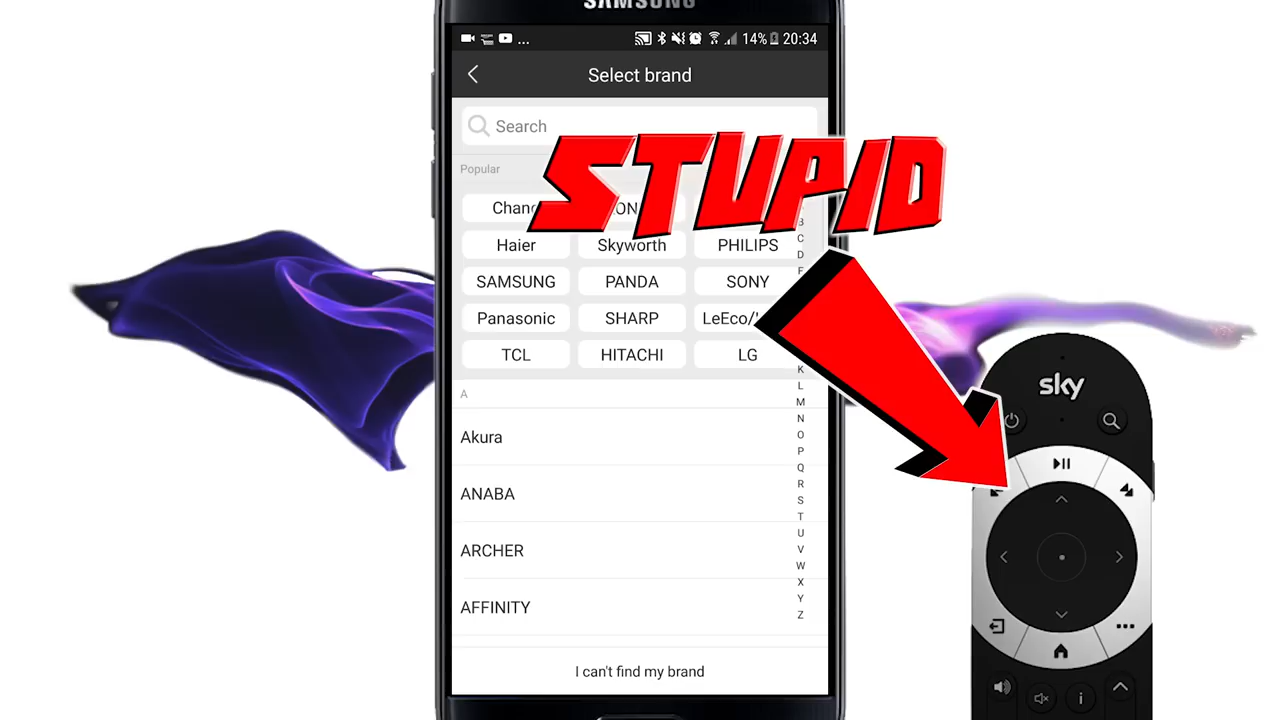 SAMSUNG
... 14% 20:34
Select brand
Search
STUPID
Popular
Haier Skyworth PHILIPS
SAMSUNG PANDA SONY
Panasonic SHARP
TCL HITACHI LG
A
Akura
ANABA
ARCHER
AFFINITY
I can't find my brand
B
C
D
K
L
M
N
O
P
Q
R
S
T
U
V
W
X
Y
Z
sky
i